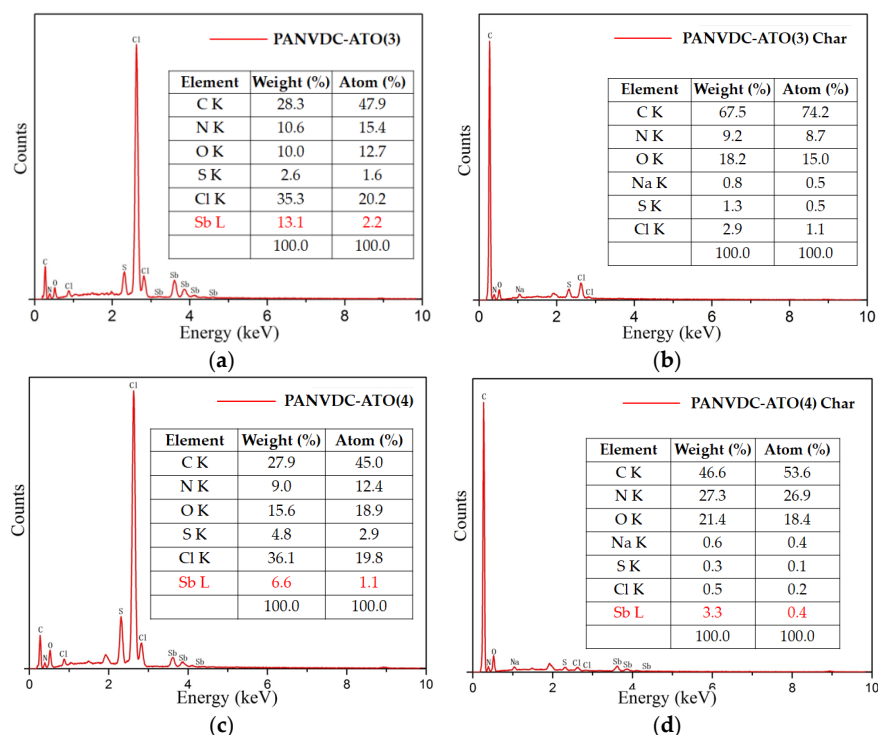 PANVDC-ATO(3)
Element Weight (%) Atom (%)
C K 28.3 47.9
N K 10.6 15.4
O K 10.0 12.7
S K 2.6 1.6
Cl K 35.3 20.2
Sb L 13.1 2.2
100.0 100.0
Counts
C N O Cl S Cl Cl Sb Sb Sb Sb Sb
0 2 4 6 8 10
Energy (keV)
(a)
PANVDC-ATO(3) Char
Element Weight (%) Atom (%)
C K 67.5 74.2
N K 9.2 8.7
O K 18.2 15.0
Na K 0.8 0.5
S K 1.3 0.5
Cl K 2.9 1.1
100.0 100.0
Counts
C N O Na S Cl Cl
0 2 4 6 8 10
Energy (keV)
(b)
PANVDC-ATO(4)
Element Weight (%) Atom (%)
C K 27.9 45.0
N K 9.0 12.4
O K 15.6 18.9
S K 4.8 2.9
Cl K 36.1 19.8
Sb L 6.6 1.1
100.0 100.0
Counts
C N O Cl S Cl Cl Sb Sb Sb
0 2 4 6 8 10
Energy (keV)
(c)
PANVDC-ATO(4) Char
Element Weight (%) Atom (%)
C K 46.6 53.6
N K 27.3 26.9
O K 21.4 18.4
Na K 0.6 0.4
S K 0.3 0.1
Cl K 0.5 0.2
Sb L 3.3 0.4
100.0 100.0
Counts
C N O Na S Cl Cl Sb Sb Sb
0 2 4 6 8 10
Energy (keV)
(d)